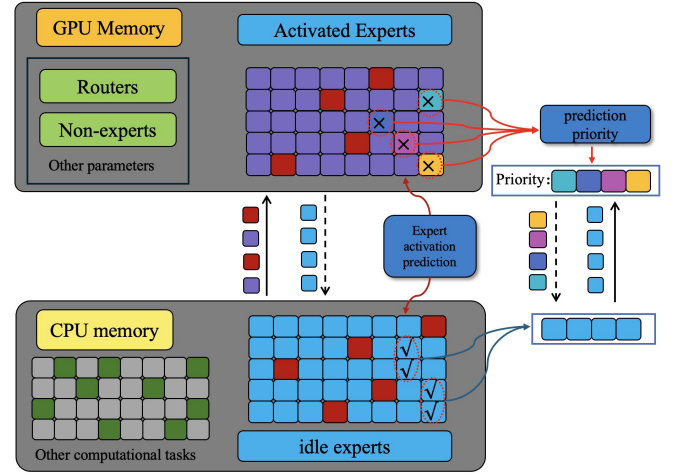 GPU Memory
Activated Experts
Routers
Non-experts
Other parameters
×
×
×
×
prediction
priority
Priority:
Expert
activation
prediction
CPU memory
√
√
√
√
Other computational tasks
idle experts